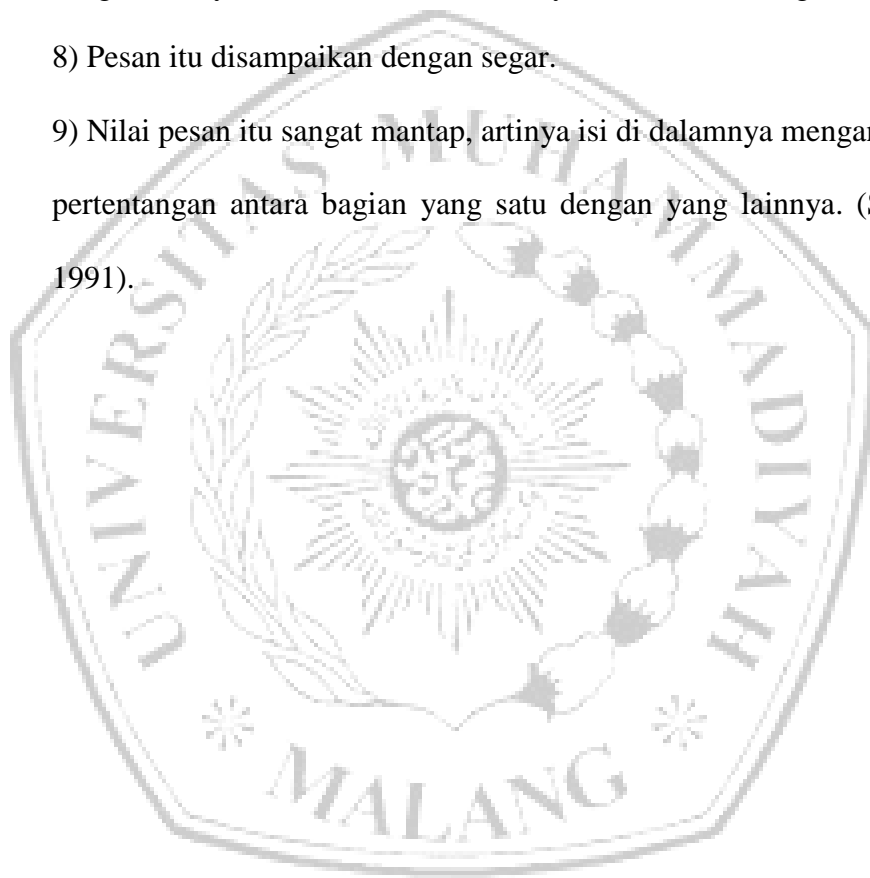 8) Pesan itu disampaikan dengan segar.
9) Nilai pesan itu sangat mantap, artinya isi di dalamnya
pertentangan antara bagian yang satu dengan yang lainnya.
1991).
UNIVERSITAS MUHAMMADIYAH
MALANG